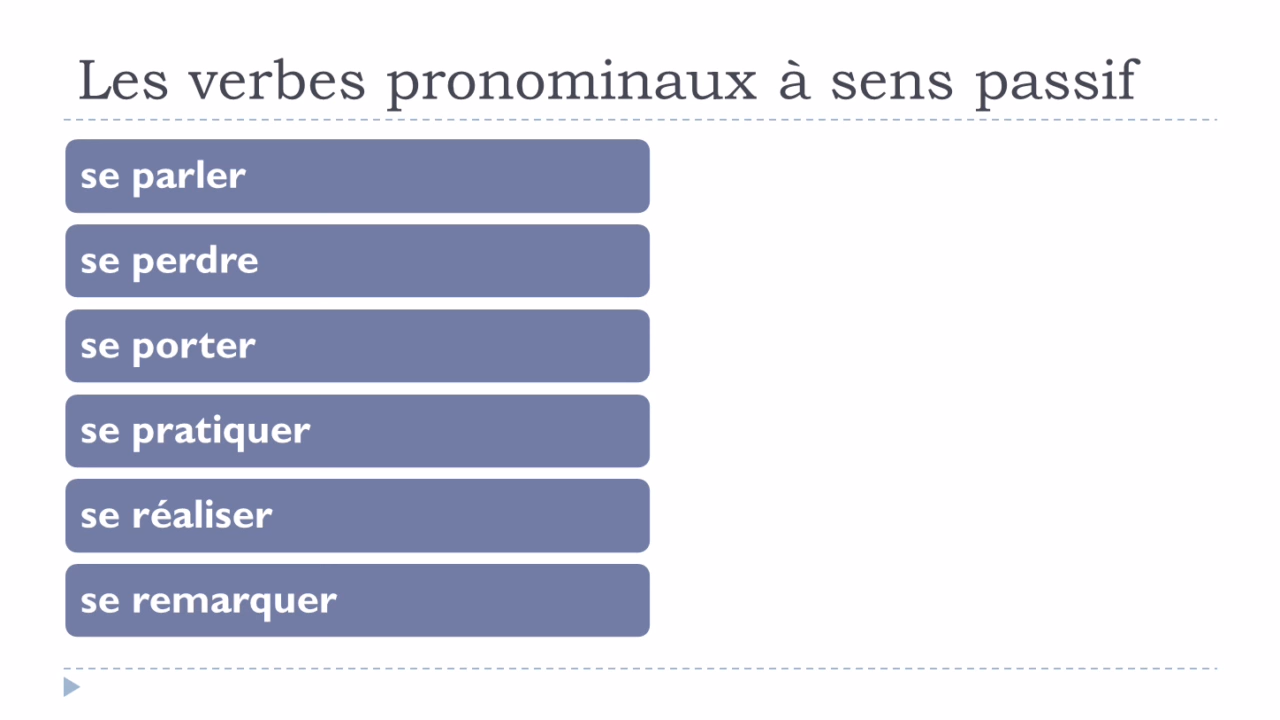 Les verbes pronominaux à sens passif
se parler
se perdre
se porter
se pratiquer
se réaliser
se remarquer